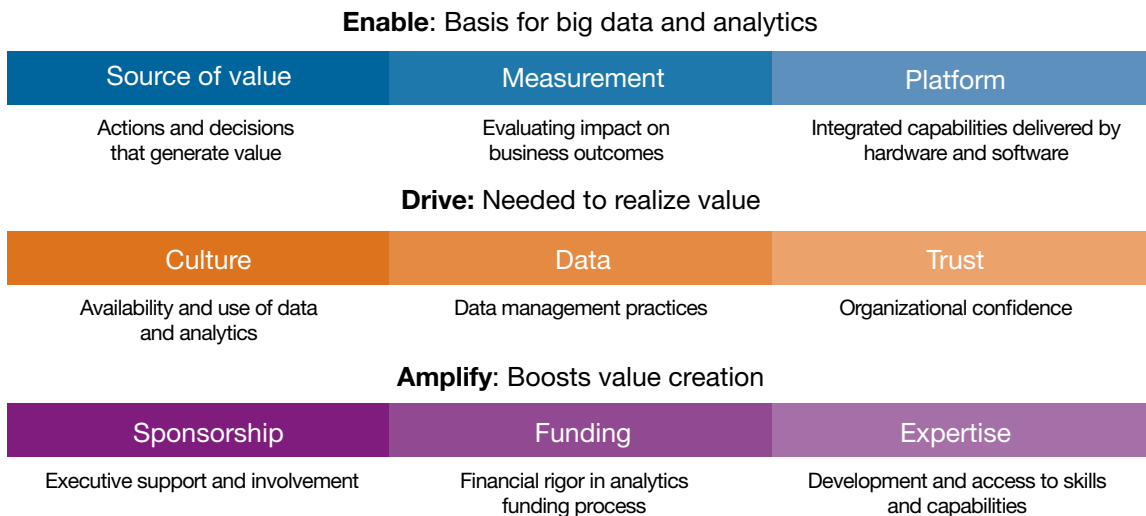 Enable: Basis for big data and analytics
Source of value
Measurement
Platform
Actions and decisions
that generate value
Evaluating impact on
business outcomes
Integrated capabilities delivered by
hardware and software
Drive: Needed to realize value
Culture
Data
Trust
Availability and use of data
and analytics
Data management practices
Organizational confidence
Amplify: Boosts value creation
Sponsorship
Funding
Expertise
Executive support and involvement
Financial rigor in analytics
funding process
Development and access to skills
and capabilities